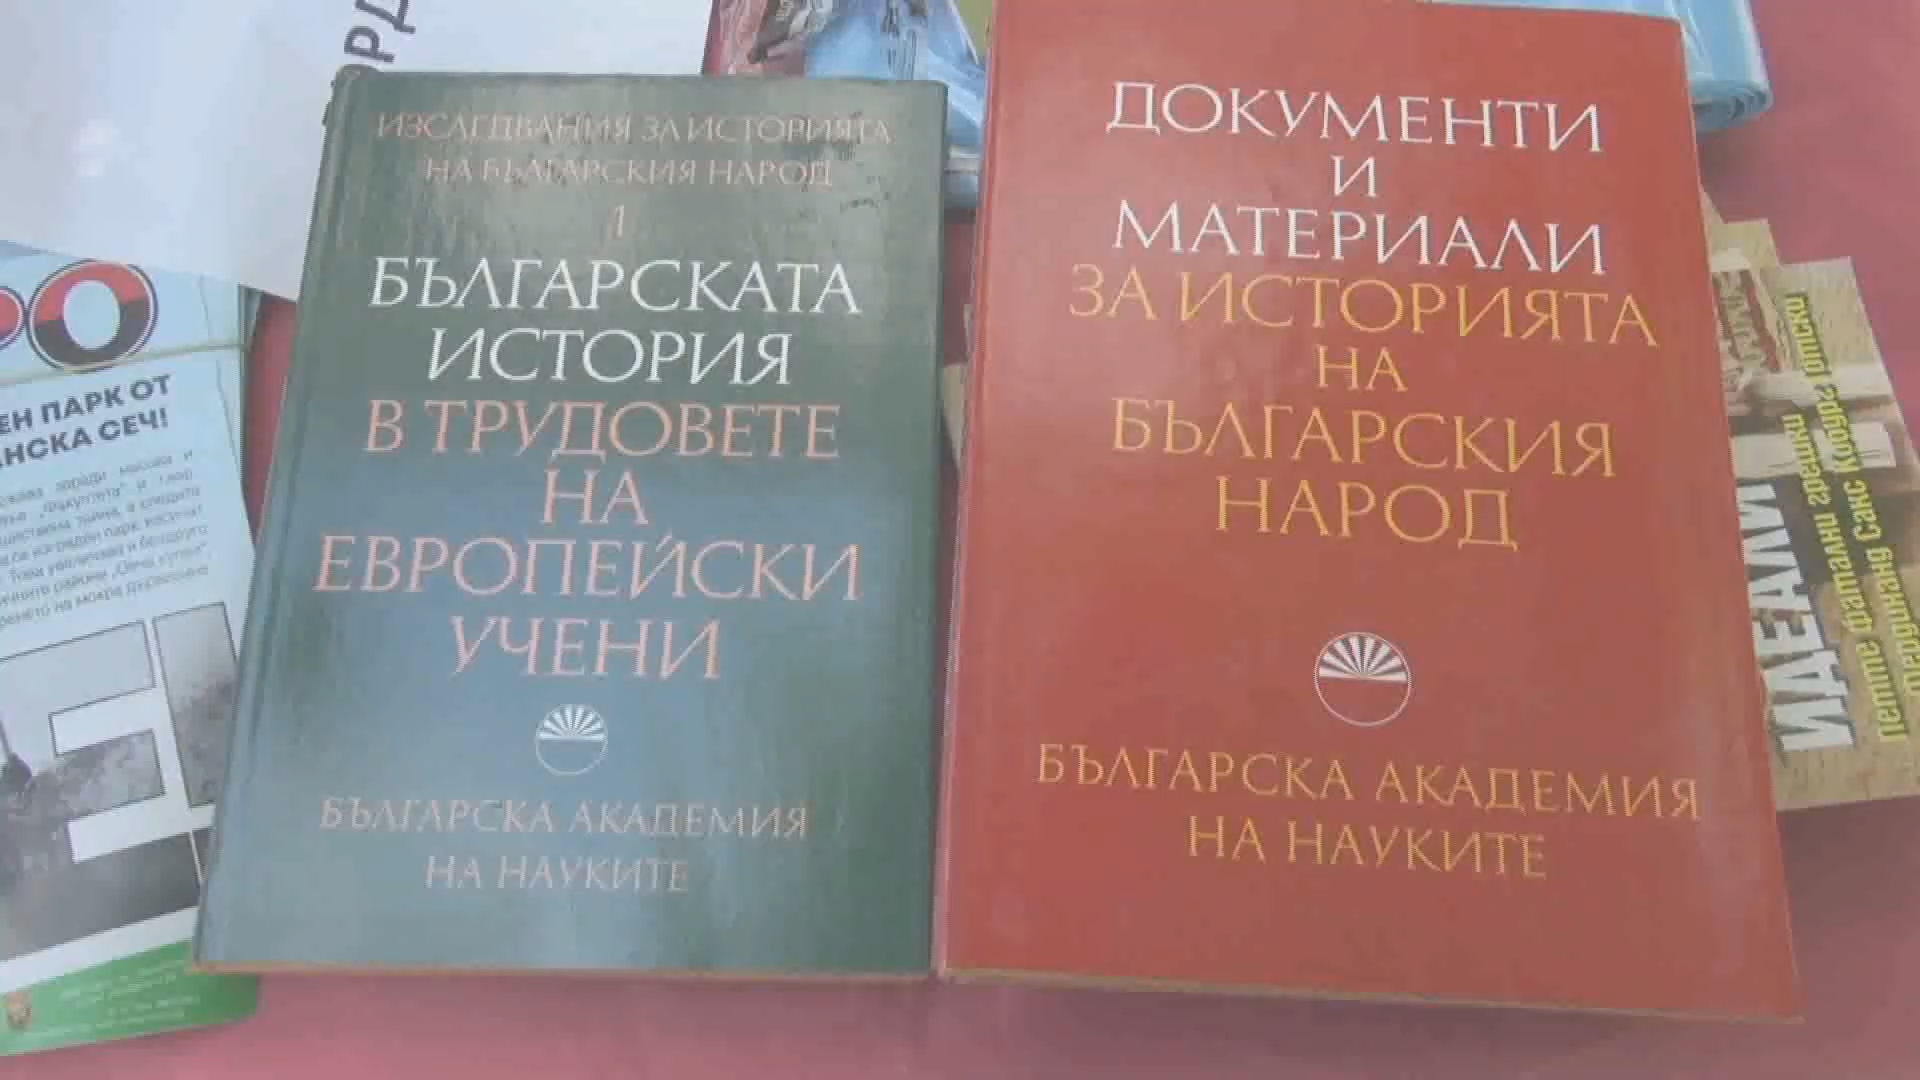 ИЗСЛЕДВАНИЯ ЗА ИСТОРИЯТА
НА БЪЛГАРСКИЯ НАРОД
1
БЪЛГАРСКАТА
ИСТОРИЯ
В ТРУДОВЕТЕ
НА
ЕВРОПЕЙСКИ
УЧЕНИ
БЪЛГАРСКА АКАДЕМИЯ
НА НАУКИТЕ
ДОКУМЕНТИ
И
МАТЕРИАЛИ
ЗА ИСТОРИЯТА
НА
БЪЛГАРСКИЯ
НАРОД
БЪЛГАРСКА АКАДЕМИЯ
НА НАУКИТЕ
ЕН ПАРК ОТ
НСКА СЕЧ!
ИДЕАЛИ
Петте фатални грешки
Фердинанд Сакс Кобург Готски